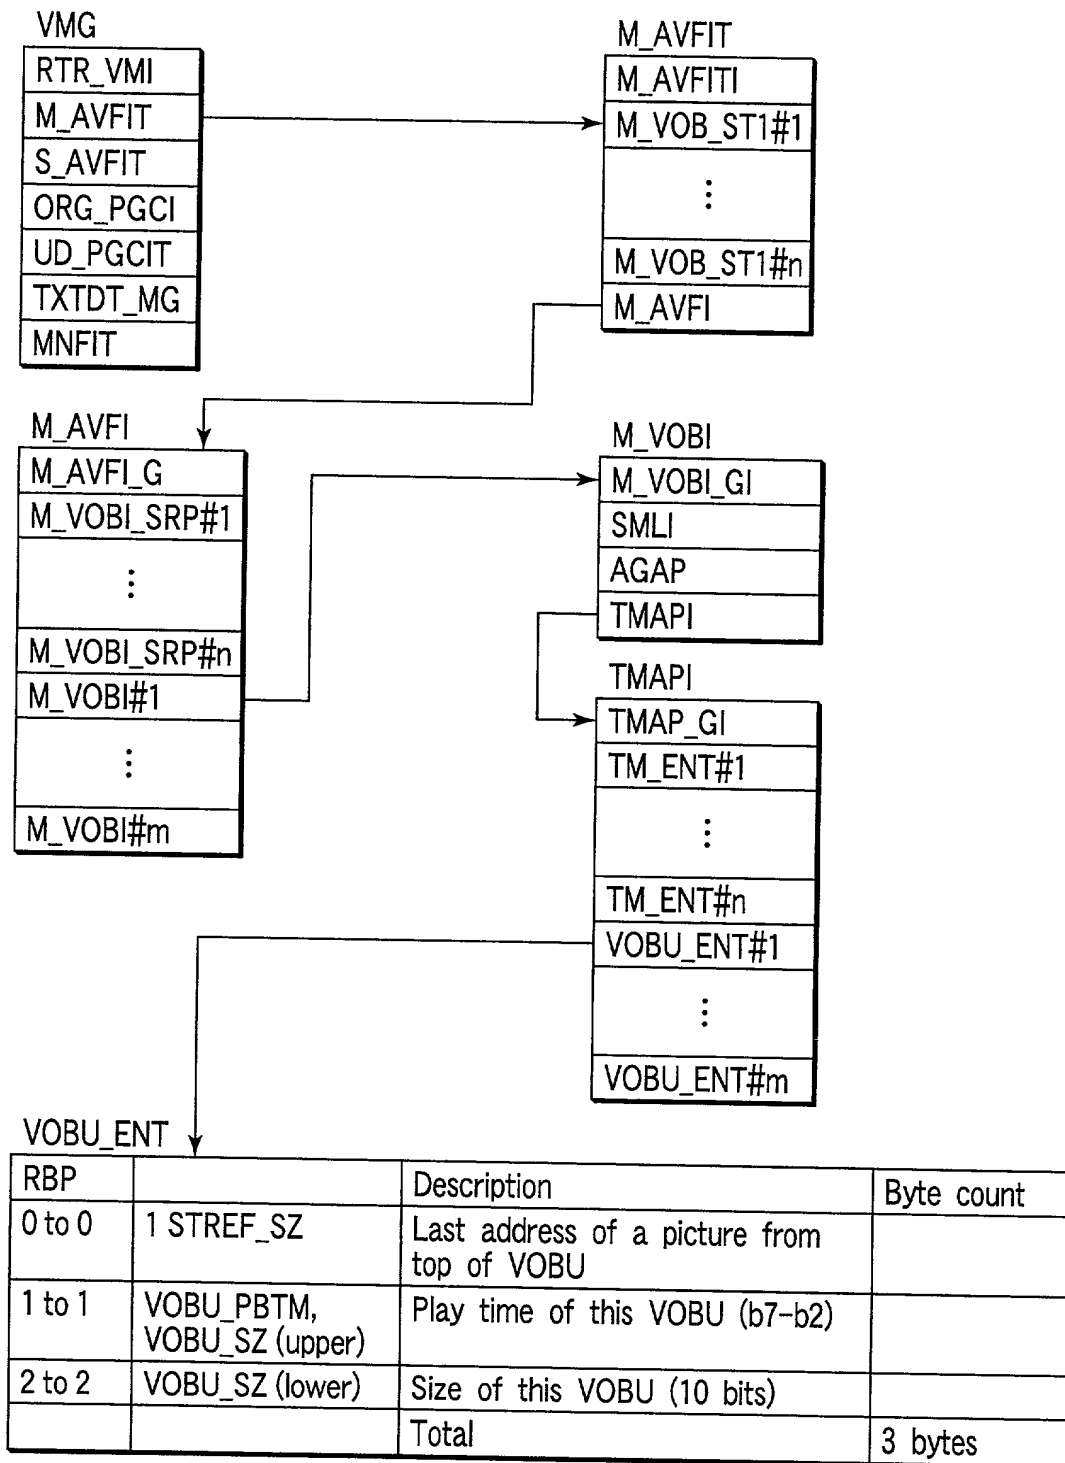 VMG
RTR_VMI
M_AVFIT
S_AVFIT
ORG_PGCI
UD_PGCIT
TXTDT_MG
MNFIT
M_AVFIT
M_AVFITI
M_VOB_ST1#1
⋮
M_VOB_ST1#n
M_AVFI
M_AVFI
M_AVFI_G
M_VOBI_SRP#1
⋮
M_VOBI_SRP#n
M_VOBI#1
⋮
M_VOBI#m
M_VOBI
M_VOBI_GI
SMLI
AGAP
TMAPI
TMAPI
TMAP_GI
TM_ENT#1
⋮
TM_ENT#n
VOBU_ENT#1
⋮
VOBU_ENT#m
VOBU_ENT
RBP Description Byte count
0 to 0 1 STREF_SZ Last address of a picture from
top of VOBU
1 to 1 VOBU_PBTM, Play time of this VOBU (b7-b2)
VOBU_SZ (upper)
2 to 2 VOBU_SZ (lower) Size of this VOBU (10 bits)
Total 3 bytes